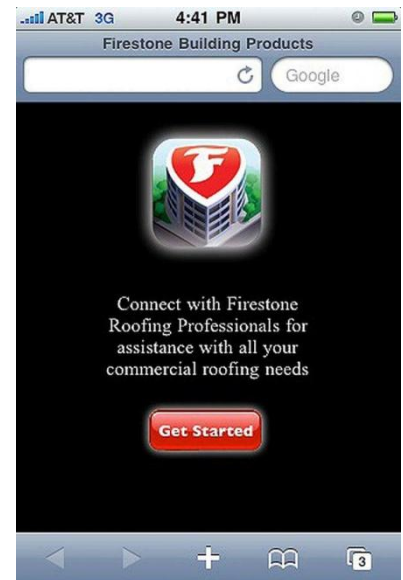 AT&T 3G 4:41 PM
Firestone Building Products
Google
F
Connect with Firestone
Roofing Professionals for
assistance with all your
commercial roofing needs
Get Started
3